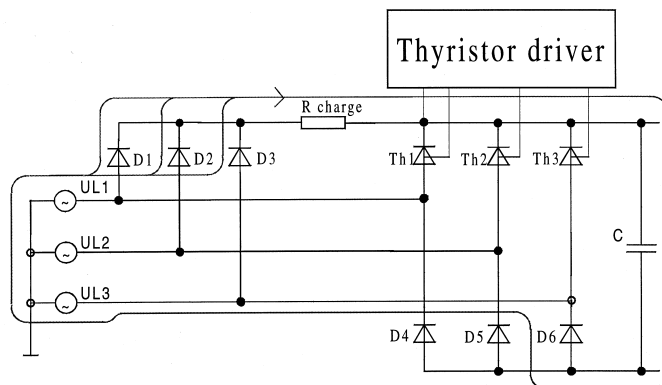 Thyristor driver
R charge
D1
D2
D3
Th1
Th2
Th3
UL1
~
UL2
~
UL3
~
C
D4
D5
D6